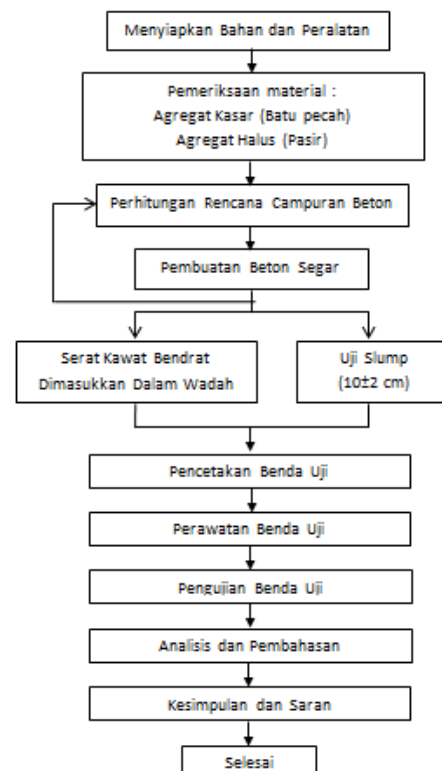 Menyiapkan Bahan dan Peralatan
Pemeriksaan material :
Agregat Kasar (Batu pecah)
Agregat Halus (Pasir)
Perhitungan Rencana Campuran Beton
Pembuatan Beton Segar
Serat Kawat Bendrat
Dimasukkan Dalam Wadah
Uji Slump
(10±2 cm)
Pencetakan Benda Uji
Perawatan Benda Uji
Pengujian Benda Uji
Analisis dan Pembahasan
Kesimpulan dan Saran
Selesai